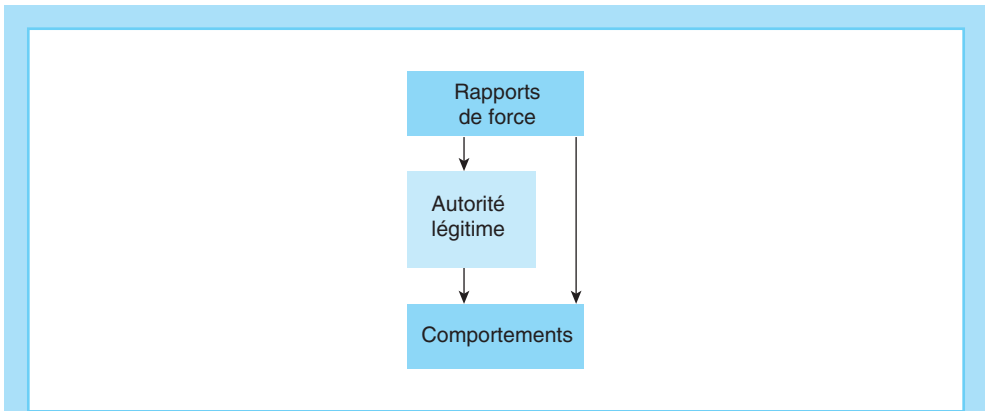 Rapports
de force
Autorité
légitime
Comportements